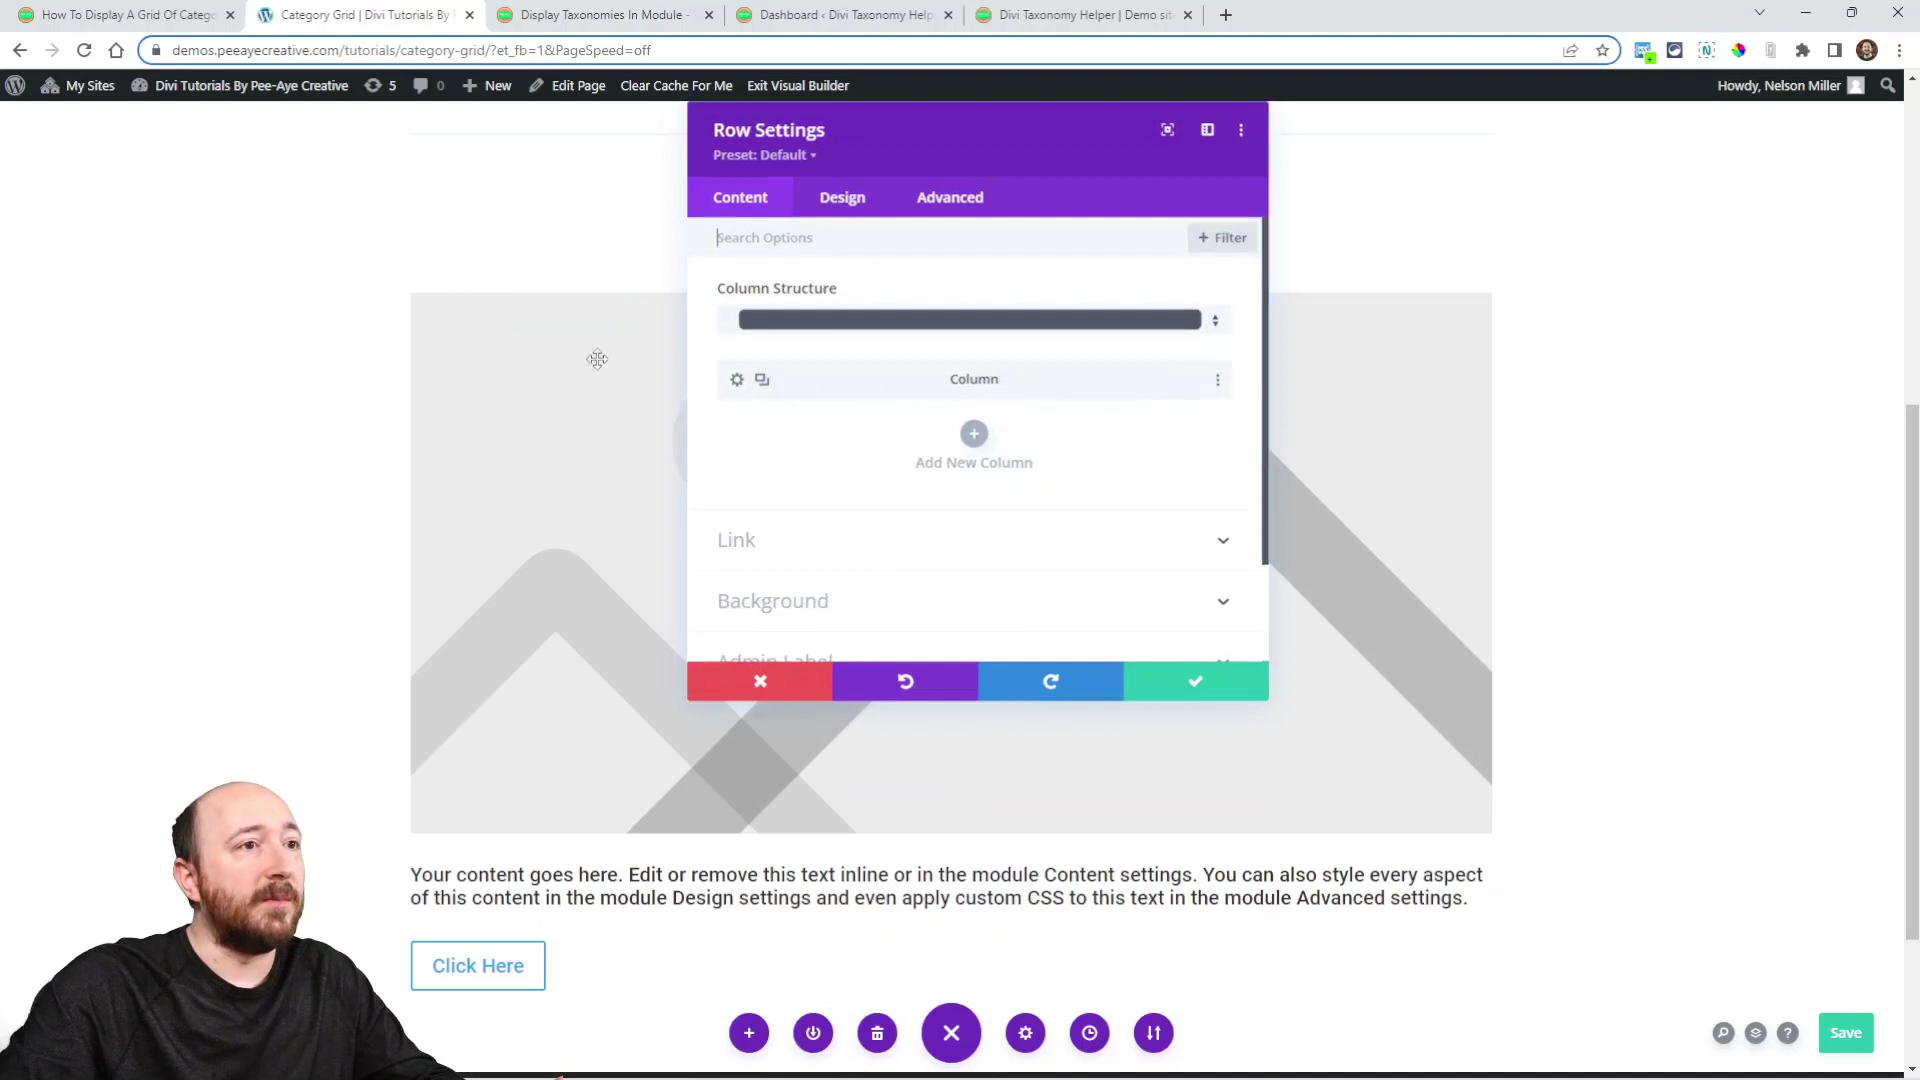 How To Display A Grid Of Catego
Category Grid | Divi Tutorials By P
Display Taxonomies In Module -
Dashboard ‹ Divi Taxonomy Help
Divi Taxonomy Helper | Demo sit
demos.peeayecreative.com/tutorials/category-grid/?et_fb=1&PageSpeed=off
My Sites
Divi Tutorials By Pee-Aye Creative
5
0
New
Edit Page
Clear Cache For Me
Exit Visual Builder
Howdy, Nelson Miller
Row Settings
Preset: Default
Content
Design
Advanced
Search Options
+ Filter
Column Structure
Column
Add New Column
Link
Background
Admin Label
Your content goes here. Edit or remove this text inline or in the module Content settings. You can also style every aspect
of this content in the module Design settings and even apply custom CSS to this text in the module Advanced settings.
Click Here
Save